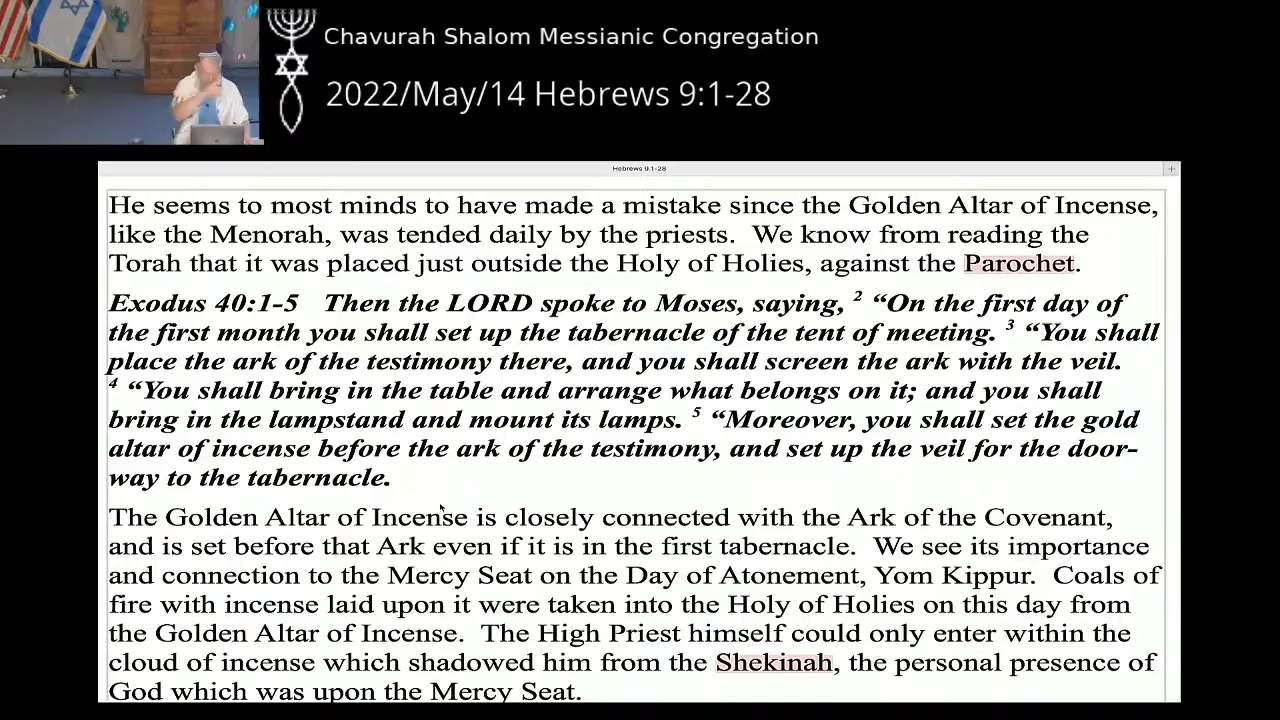 Chavurah Shalom Messianic Congregation
2022/May/14 Hebrews 9:1-28
Hebrews 9.1-28
+
He seems to most minds to have made a mistake since the Golden Altar of Incense,
like the Menorah, was tended daily by the priests.  We know from reading the
Torah that it was placed just outside the Holy of Holies, against the Parochet.
Exodus 40:1-5   Then the LORD spoke to Moses, saying, 2 “On the first day of
the first month you shall set up the tabernacle of the tent of meeting. 3 “You shall
place the ark of the testimony there, and you shall screen the ark with the veil.
4 “You shall bring in the table and arrange what belongs on it; and you shall
bring in the lampstand and mount its lamps. 5 “Moreover, you shall set the gold
altar of incense before the ark of the testimony, and set up the veil for the door-
way to the tabernacle.
The Golden Altar of Incense is closely connected with the Ark of the Covenant,
and is set before that Ark even if it is in the first tabernacle.  We see its importance
and connection to the Mercy Seat on the Day of Atonement, Yom Kippur.  Coals of
fire with incense laid upon it were taken into the Holy of Holies on this day from
the Golden Altar of Incense.  The High Priest himself could only enter within the
cloud of incense which shadowed him from the Shekinah, the personal presence of
God which was upon the Mercy Seat.